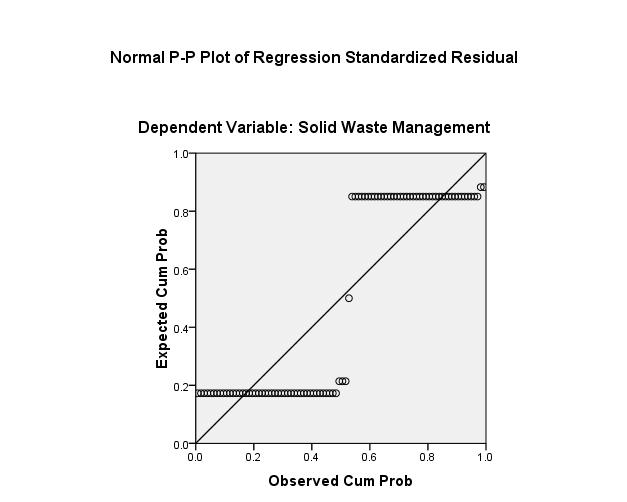 Normal P-P Plot of Regression Standardized Residual
Dependent Variable: Solid Waste Management
1.0
0.8
0.6
0.4
0.2
0.0
Expected Cum Prob
0.0 0.2 0.4 0.6 0.8 1.0
Observed Cum Prob